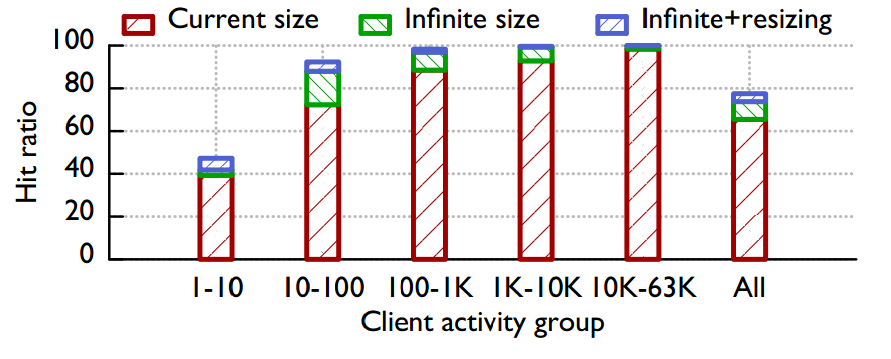 Current size Infinite size Infinite+resizing
100
80
60
40
20
0
Hit ratio
1-10 10-100 100-1K 1K-10K 10K-63K All
Client activity group